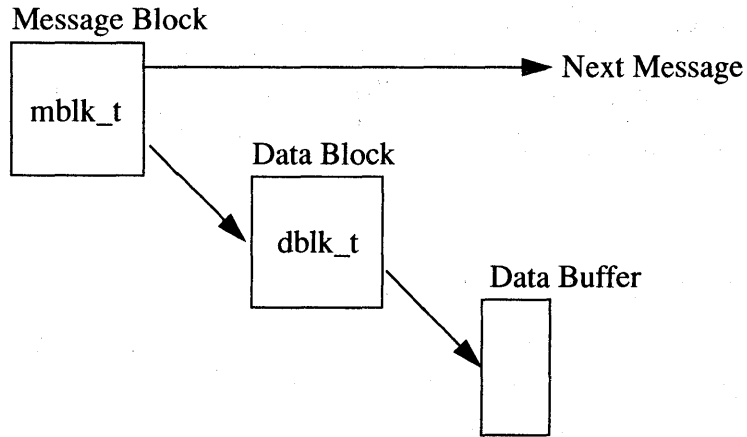 Message Block
Next Message
mblk_t
Data Block
dblk_t
Data Buffer